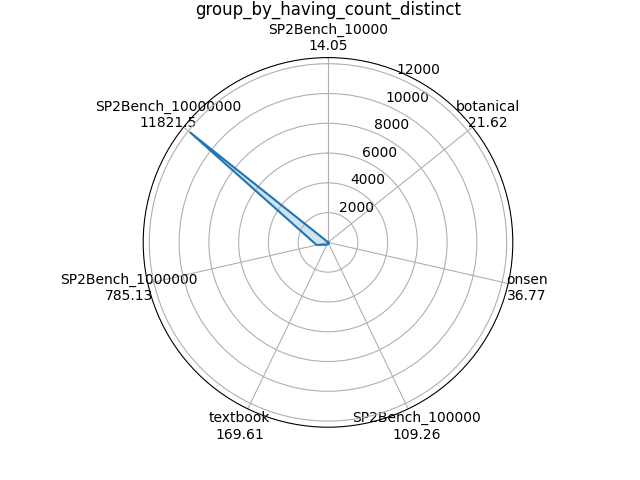 group_by_having_count_distinct
SP2Bench_10000
14.05
12000
10000
8000
6000
4000
2000
botanical
21.62
SP2Bench_10000000
11821.5
SP2Bench_1000000
785.13
onsen
36.77
textbook
169.61
SP2Bench_100000
109.26